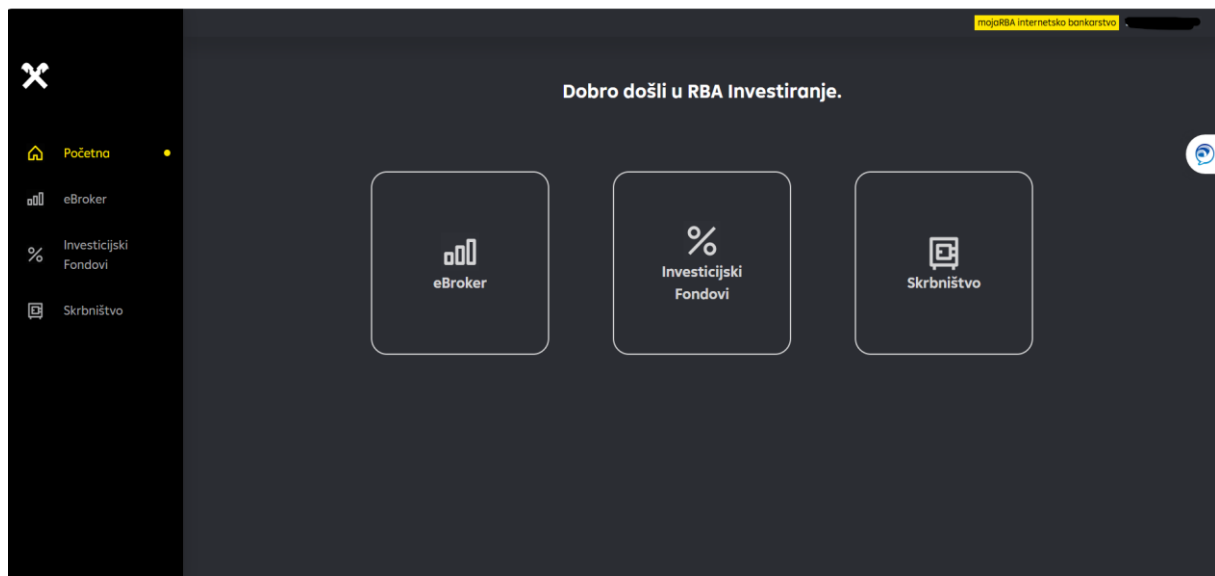 mojaRBA internetsko bankarstvo
Dobro došli u RBA Investiranje.
Početna
eBroker
Investicijski
Fondovi
Skrbništvo
eBroker
Investicijski
Fondovi
Skrbništvo